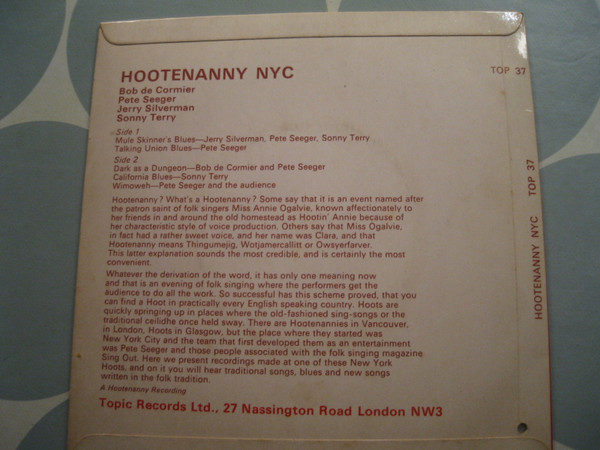 HOOTENANNY NYC
TOP 37
Bob de Cormier
Pete Seeger
Jerry Silverman
Sonny Terry
Side 1
Mule Skinner's Blues—Jerry Silverman, Pete Seeger, Sonny Terry
Talking Union Blues—Pete Seeger
Side 2
Dark as a Dungeon—Bob de Cormier and Pete Seeger
California Blues—Sonny Terry
Wimoweh—Pete Seeger and the audience
Hootenanny? What's a Hootenanny? Some say that it is an event named after
the patron saint of folk singers Miss Annie Ogalvie, known affectionately to
her friends in and around the old homestead as Hootin' Annie because of
her characteristic style of voice production. Others say that Miss Ogalvie,
in fact had a rather sweet voice, and her name was Clara, and that
Hootenanny means Thingumejig, Wotjamercallitt or Owsyerfarver.
This latter explanation sounds the most credible, and is certainly the most
convenient.
Whatever the derivation of the word, it has only one meaning now
and that is an evening of folk singing where the performers get the
audience to do all the work. So successful has this scheme proved, that you
can find a Hoot in practically every English speaking country. Hoots are
quickly springing up in places where the old-fashioned sing-songs or the
traditional ceilidhe once held sway. There are Hootenannies in Vancouver,
in London, Hoots in Glasgow, but the place where they started was
New York City and the team that first developed them as an entertainment
was Pete Seeger and those people associated with the folk singing magazine
Sing Out. Here we present recordings made at one of these New York
Hoots, and on it you will hear traditional songs, blues and new songs
written in the folk tradition.
A Hootenanny Recording
Topic Records Ltd., 27 Nassington Road London NW3
HOOTENANNY NYC TOP 37